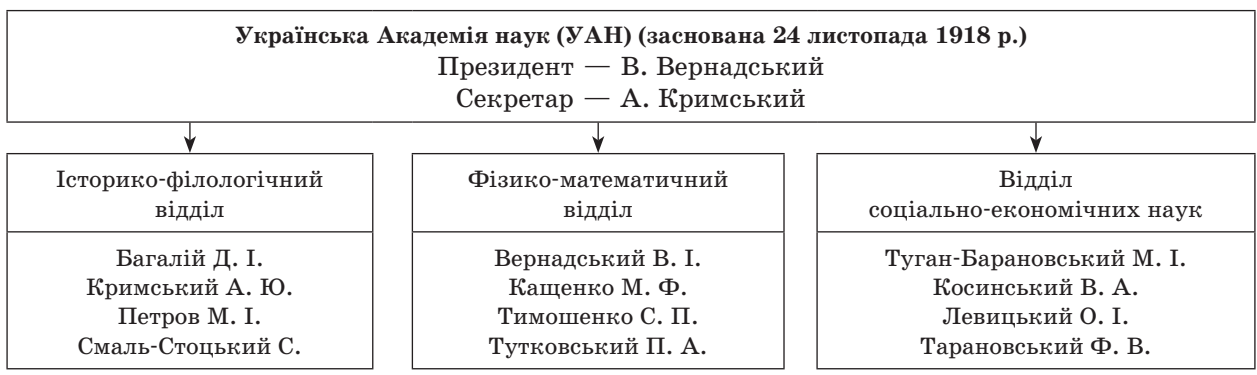 Українська Академія наук (УАН) (заснована 24 листопада 1918 р.)
Президент — В. Вернадський
Секретар — А. Кримський
Історико-філологічний
відділ
Багалій Д. І.
Кримський А. Ю.
Петров М. І.
Смаль-Стоцький С.
Фізико-математичний
відділ
Вернадський В. І.
Кащенко М. Ф.
Тимошенко С. П.
Тутковський П. А.
Відділ
соціально-економічних наук
Туган-Барановський М. І.
Косинський В. А.
Левицький О. І.
Тарановський Ф. В.